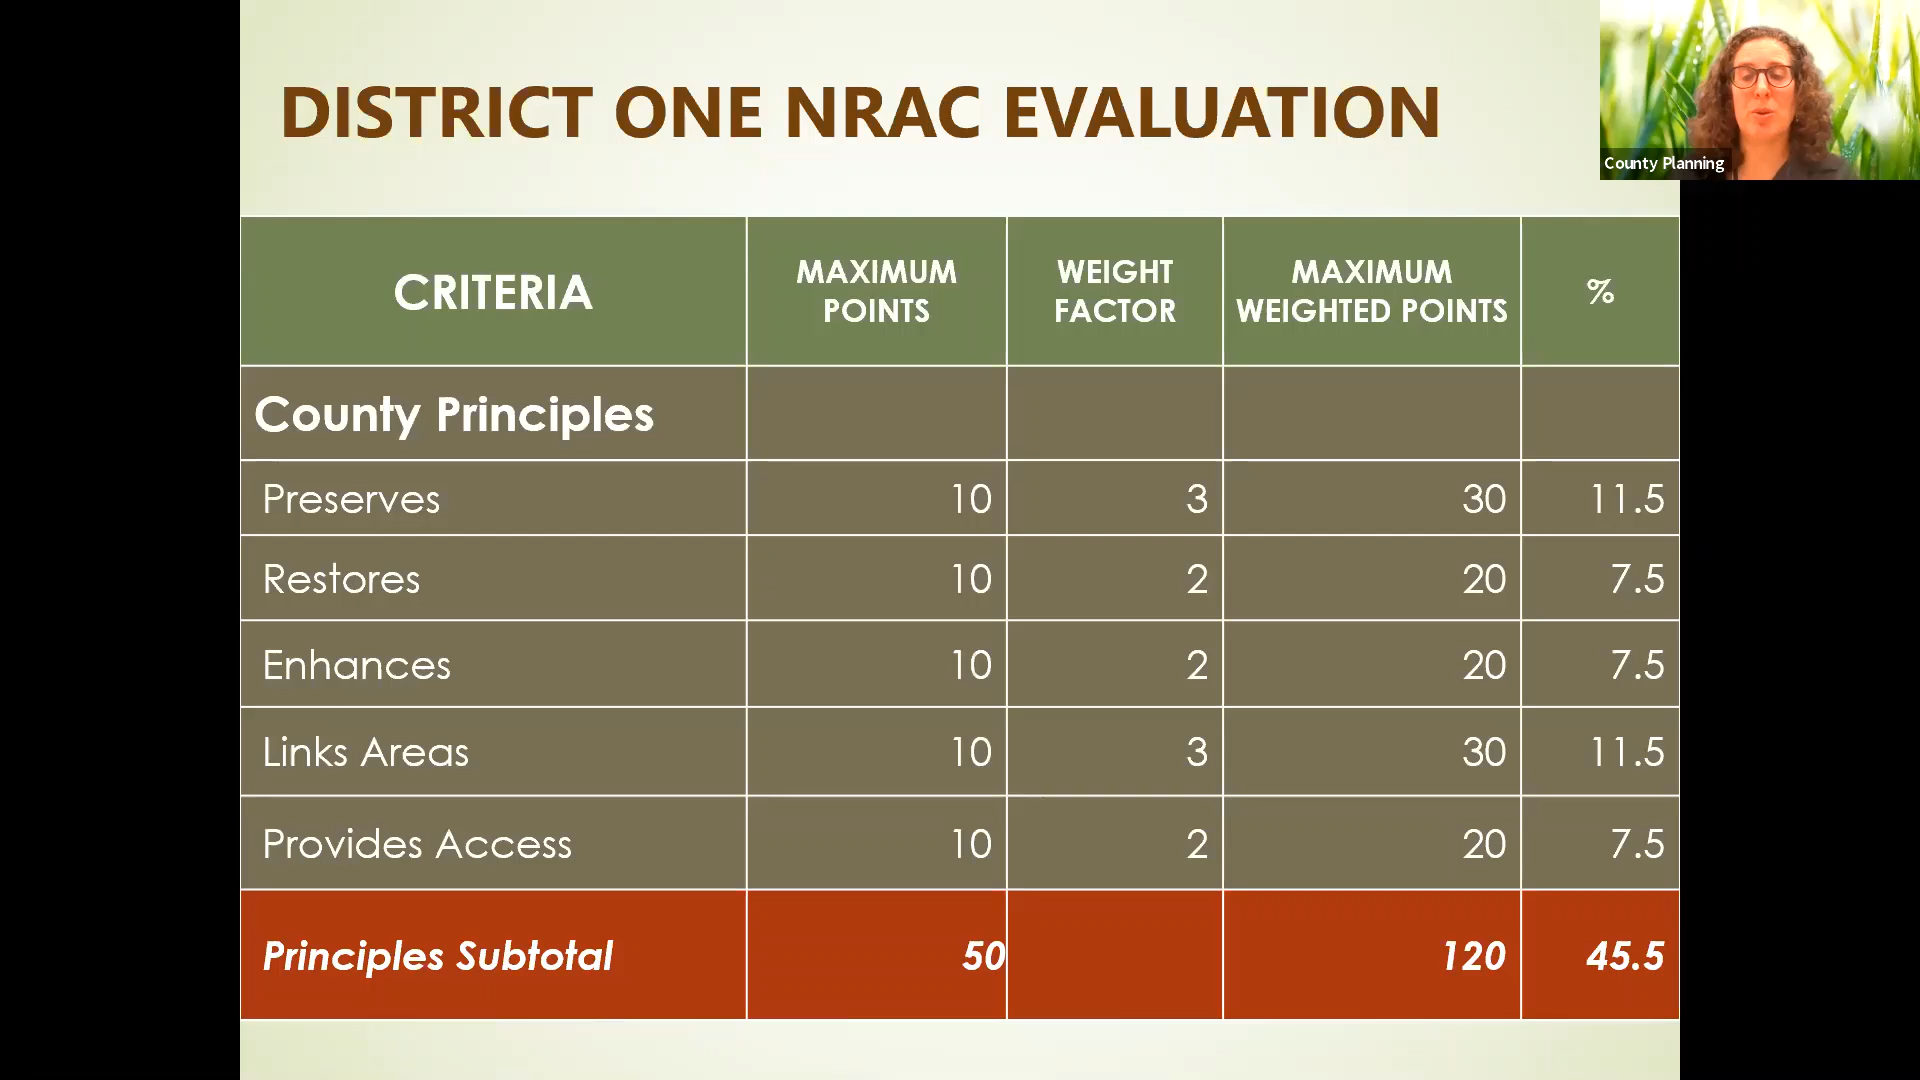 DISTRICT ONE NRAC EVALUATION
County Planning
CRITERIA
MAXIMUM
POINTS
WEIGHT
FACTOR
MAXIMUM
WEIGHTED POINTS
%
County Principles
Preserves 10 3 30 11.5
Restores 10 2 20 7.5
Enhances 10 2 20 7.5
Links Areas 10 3 30 11.5
Provides Access 10 2 20 7.5
Principles Subtotal 50 120 45.5